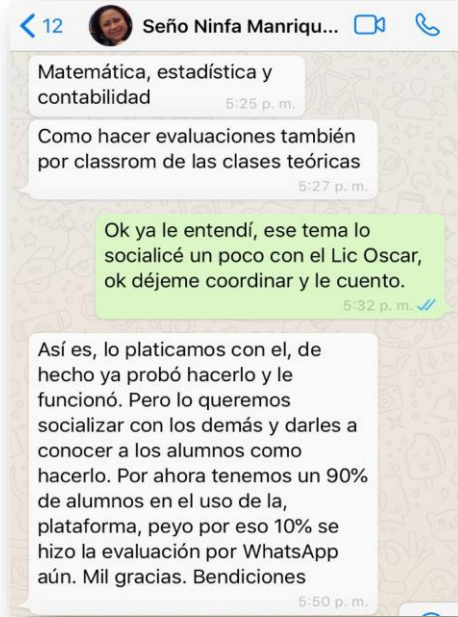 12
Seño Ninfa Manriqu...
Matemática, estadística y
contabilidad
5:25 p. m.
Como hacer evaluaciones también
por classrom de las clases teóricas
5:27 p. m.
Ok ya le entendí, ese tema lo
socialicé un poco con el Lic Oscar,
ok déjeme coordinar y le cuento.
5:32 p. m.
Así es, lo platicamos con el, de
hecho ya probó hacerlo y le
funcionó. Pero lo queremos
socializar con los demás y darles a
conocer a los alumnos como
hacerlo. Por ahora tenemos un 90%
de alumnos en el uso de la,
plataforma, peyo por eso 10% se
hizo la evaluación por WhatsApp
aún. Mil gracias. Bendiciones
5:50 p. m.